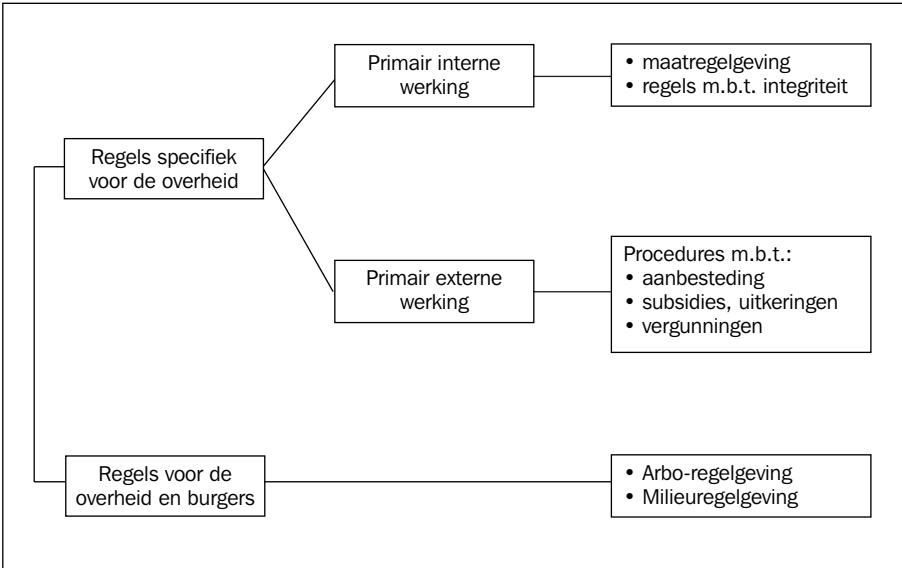 Primair interne
werking
• maatregelgeving
• regels m.b.t. integriteit
Regels specifiek
voor de overheid
Primair externe
werking
Procedures m.b.t.:
• aanbesteding
• subsidies, uitkeringen
• vergunningen
Regels voor de
overheid en burgers
• Arbo-regelgeving
• Milieuregelgeving